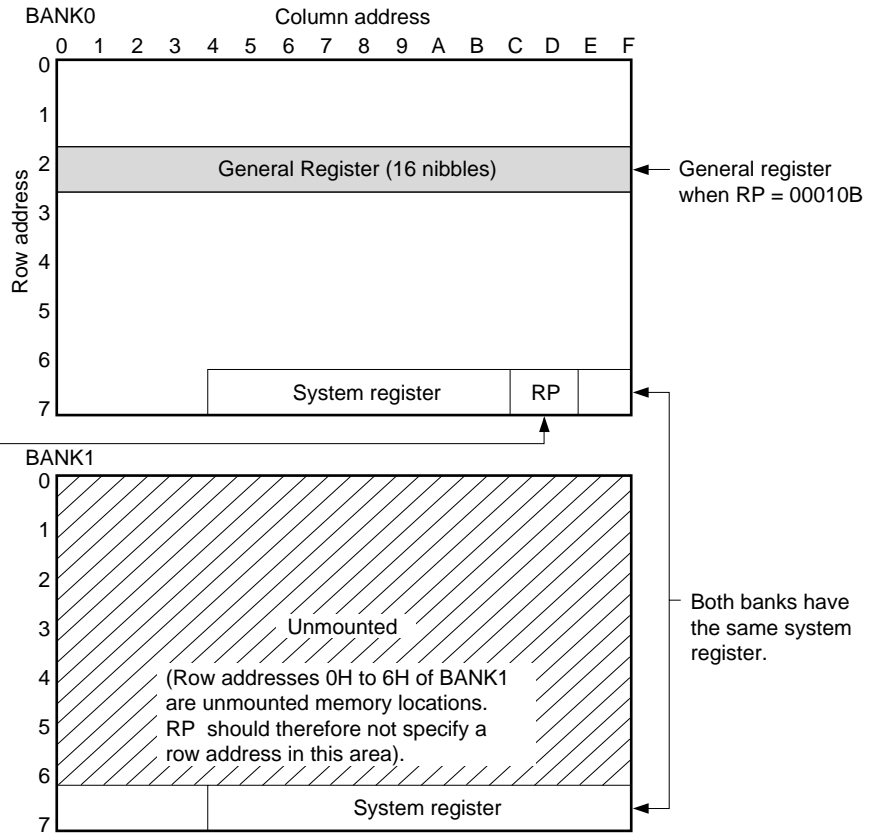 BANK0
Column address
0 1 2 3 4 5 6 7 8 9 A B C D E F
Row address
0
1
2
3
4
5
6
7
General Register (16 nibbles)
General register
when RP = 00010B
System register
RP
BANK1
0
1
2
3
4
5
6
7
Unmounted
(Row addresses 0H to 6H of BANK1
are unmounted memory locations.
RP should therefore not specify a
row address in this area).
System register
Both banks have
the same system
register.